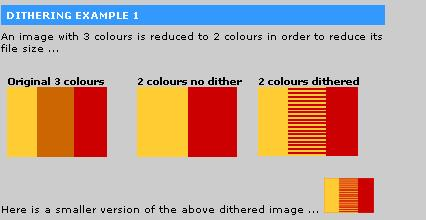 DITHERING EXAMPLE 1
An image with 3 colours is reduced to 2 colours in order to reduce its
file size ...
Original 3 colours
2 colours no dither
2 colours dithered
Here is a smaller version of the above dithered image ...